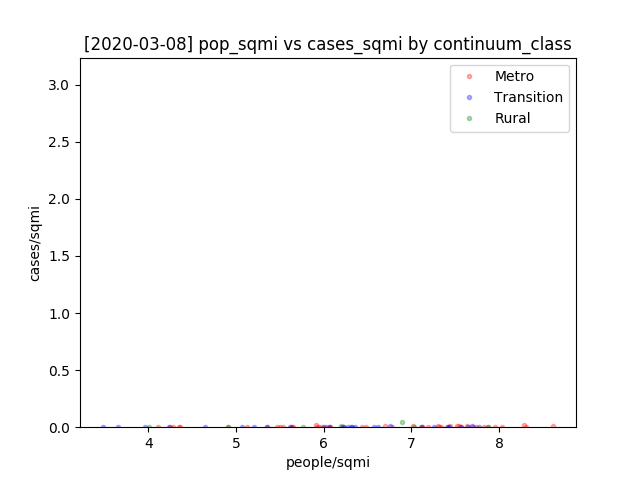 [2020-03-08] pop_sqmi vs cases_sqmi by continuum_class
Metro
Transition
Rural
3.0
2.5
2.0
1.5
1.0
0.5
0.0
cases/sqmi
4 5 6 7 8
people/sqmi